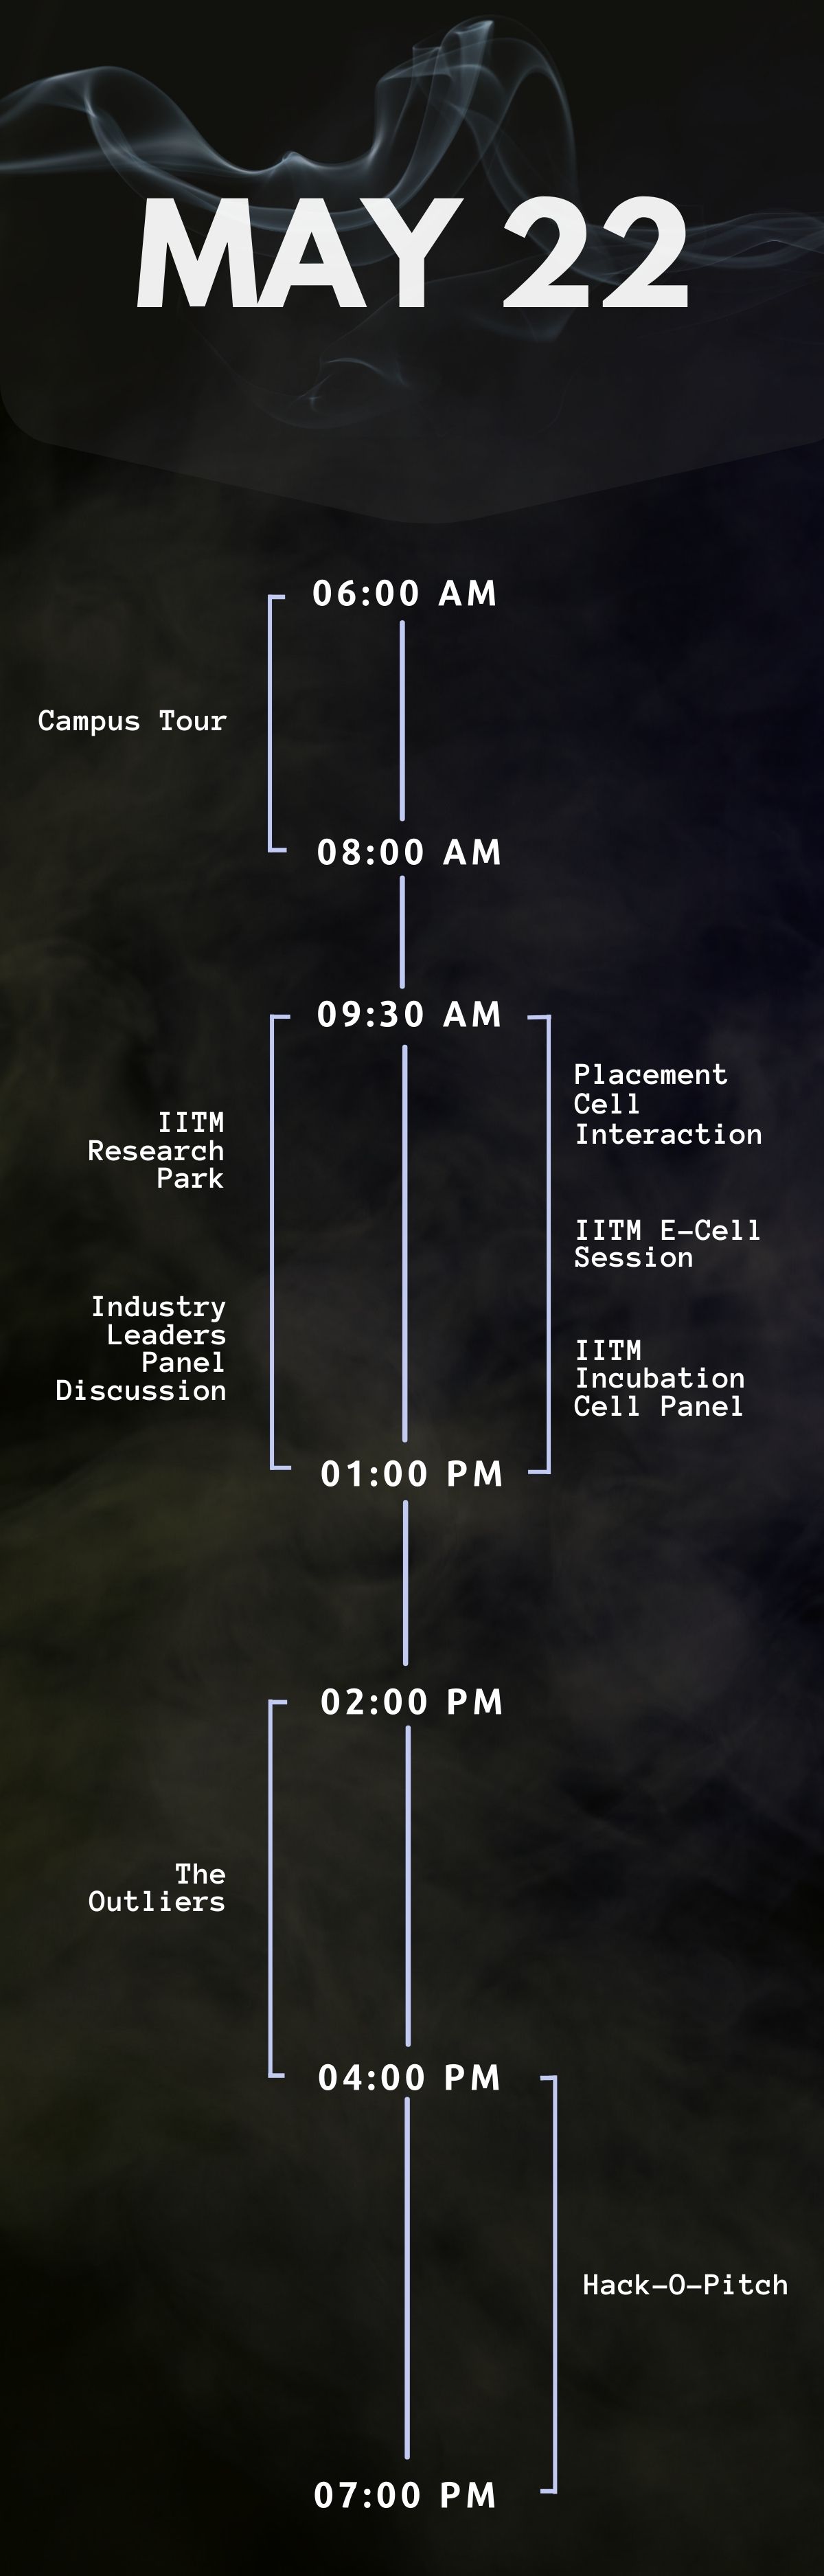 MAY 22
06:00 AM
Campus Tour
08:00 AM
09:30 AM
IITM
Research
Park
Industry
Leaders
Panel
Discussion
Placement
Cell
Interaction
IITM E-Cell
Session
IITM
Incubation
Cell Panel
01:00 PM
02:00 PM
The
Outliers
04:00 PM
Hack-O-Pitch
07:00 PM